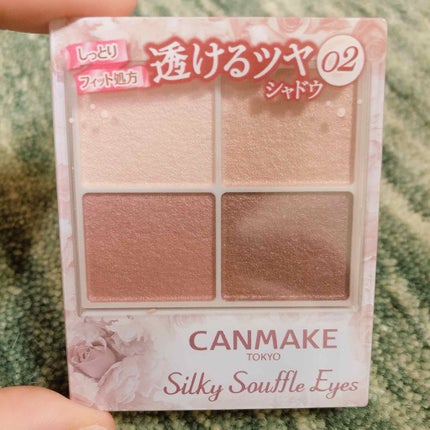 しっとり
フィット処方
透けるツヤ
シャドウ
02
CANMAKE
TOKYO
Silky Souffle Eyes